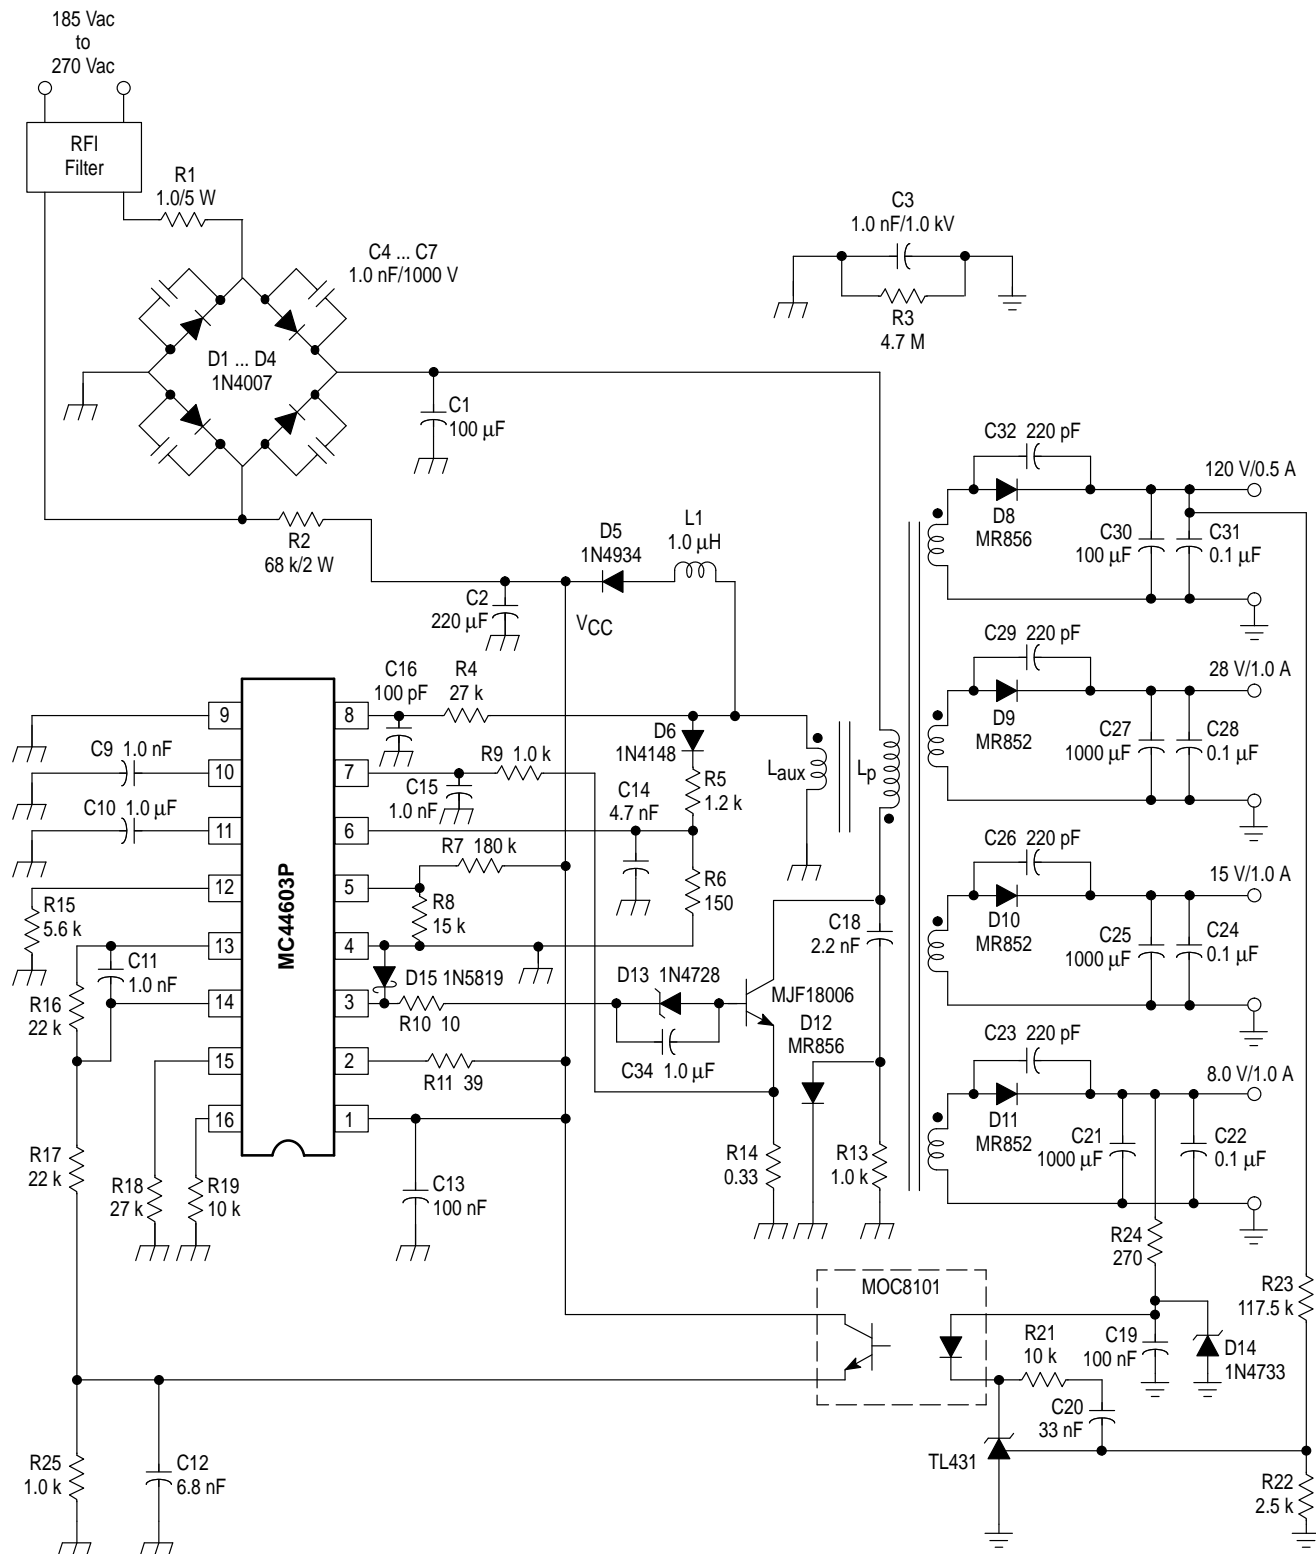 185 Vac
to
270 Vac
RFI
Filter
R1
1.0/5 W
C4 ... C7
1.0 nF/1000 V
D1 ... D4
1N4007
C3
1.0 nF/1.0 kV
R3
4.7 M
C1
100 µF
R2
68 k/2 W
D5
1N4934
L1
1.0 µH
C2
220 µF
VCC
C32 220 pF
120 V/0.5 A
D8
MR856
C30
100 µF
C31
0.1 µF
C29 220 pF
28 V/1.0 A
D9
MR852
C27
1000 µF
C28
0.1 µF
C26 220 pF
15 V/1.0 A
D10
MR852
C25
1000 µF
C24
0.1 µF
C23 220 pF
8.0 V/1.0 A
D11
MR852
C21
1000 µF
C22
0.1 µF
C16
100 pF
R4
27 k
D6
1N4148
R9 1.0 k
C15
1.0 nF
C14
4.7 nF
R5
1.2 k
Laux
Lp
R7 180 k
R8
15 k
R6
150
C18
2.2 nF
D15 1N5819
D13 1N4728
R10 10
C34 1.0 µF
MJF18006
D12
MR856
R11 39
R14
0.33
R13
1.0 k
C13
100 nF
MC44603P
9
10
11
12
13
14
15
16
8
7
6
5
4
3
2
1
C9 1.0 nF
C10 1.0 µF
R15
5.6 k
C11
1.0 nF
R16
22 k
R17
22 k
R18
27 k
R19
10 k
R24
270
R23
117.5 k
MOC8101
R21
10 k
C19
100 nF
D14
1N4733
C20
33 nF
TL431
R22
2.5 k
R25
1.0 k
C12
6.8 nF